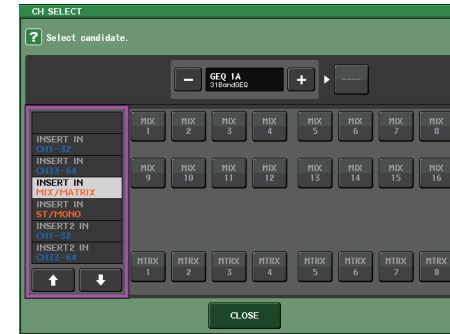 CH SELECT
? Select candidate.
− GEQ 1A + ----
31BandGEQ
INSERT IN
CH1-32
INSERT IN
CH33-64
INSERT IN
MIX/MATRIX
INSERT IN
ST/MONO
INSERT2 IN
CH1-32
INSERT2 IN
CH33-64
MIX 1 MIX 2 MIX 3 MIX 4 MIX 5 MIX 6 MIX 7 MIX 8
MIX 9 MIX 10 MIX 11 MIX 12 MIX 13 MIX 14 MIX 15 MIX 16
MTRX 1 MTRX 2 MTRX 3 MTRX 4 MTRX 5 MTRX 6 MTRX 7 MTRX 8
CLOSE